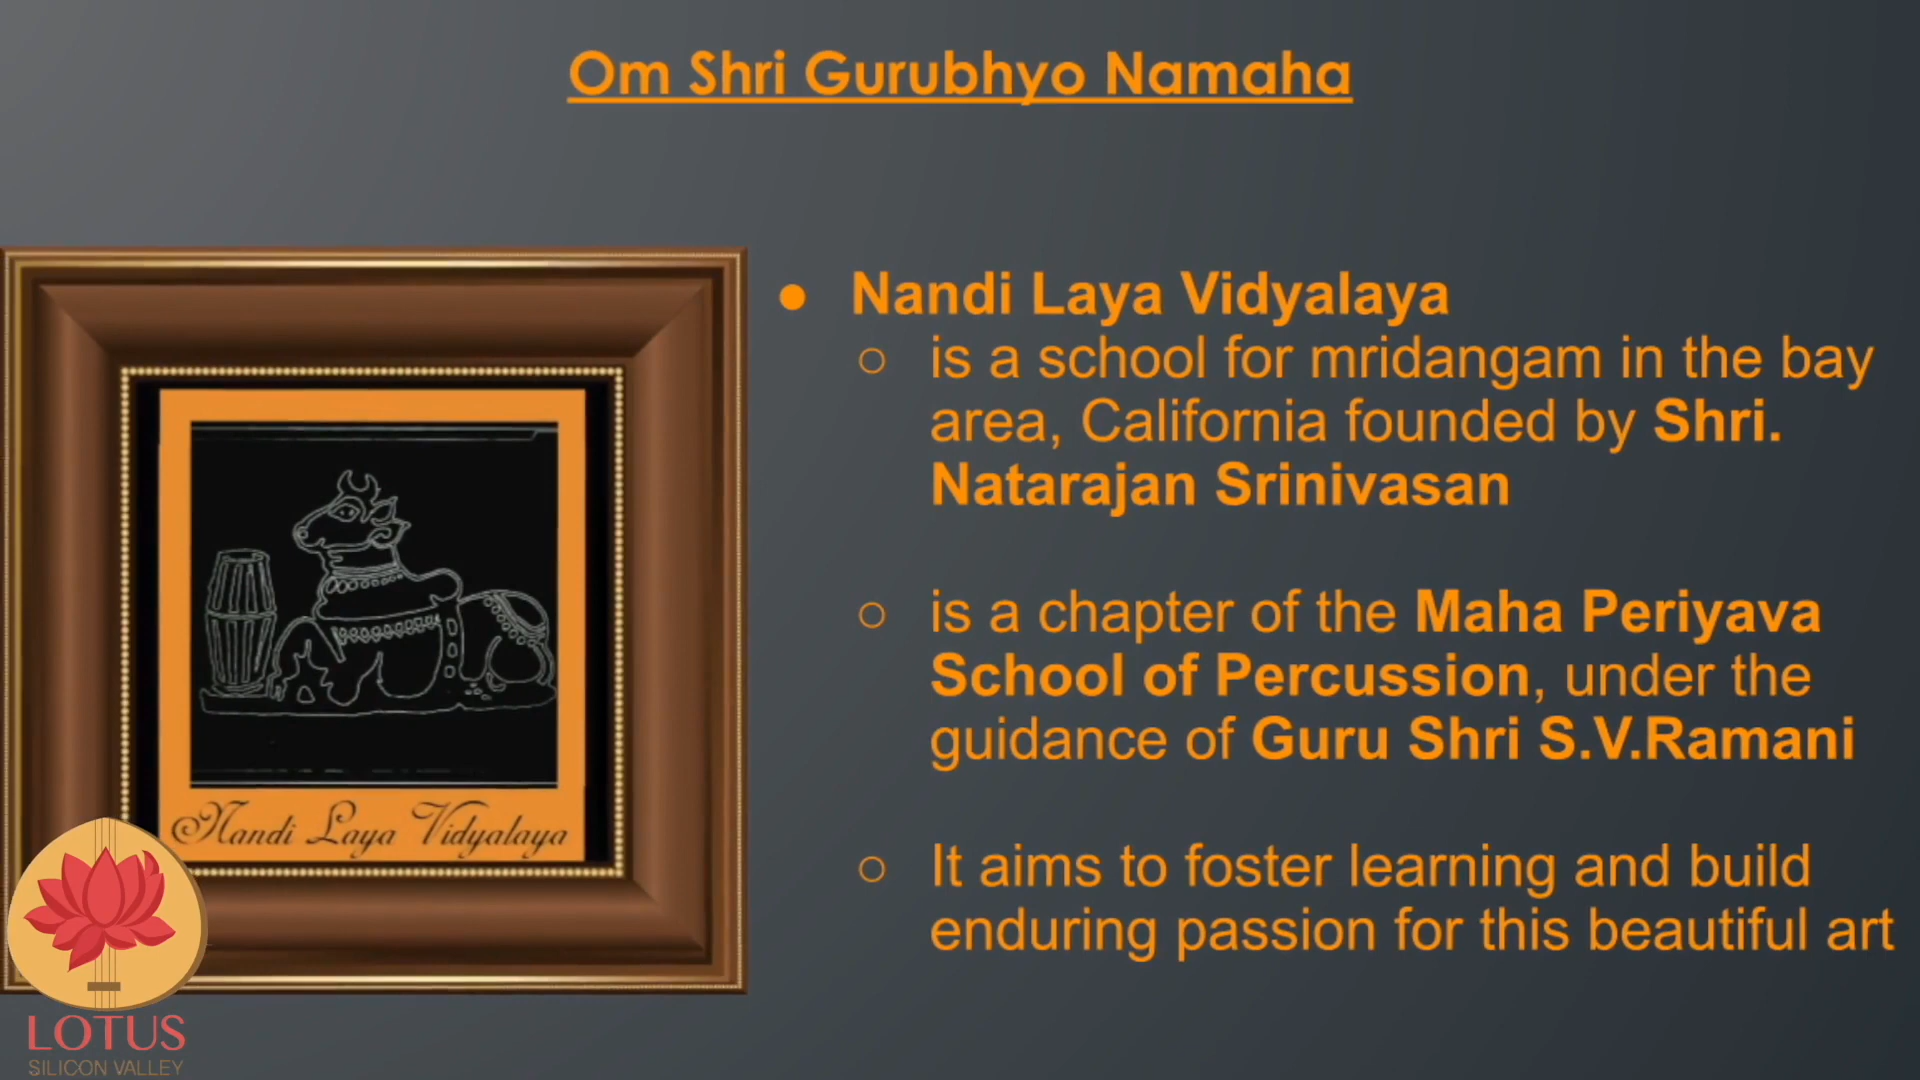 Om Shri Gurubhyo Namaha
● Nandi Laya Vidyalaya
○ is a school for mridangam in the bay
area, California founded by Shri.
Natarajan Srinivasan
○ is a chapter of the Maha Periyava
School of Percussion, under the
guidance of Guru Shri S.V.Ramani
○ It aims to foster learning and build
enduring passion for this beautiful art
Nandi Laya Vidyalaya
LOTUS
SILICON VALLEY